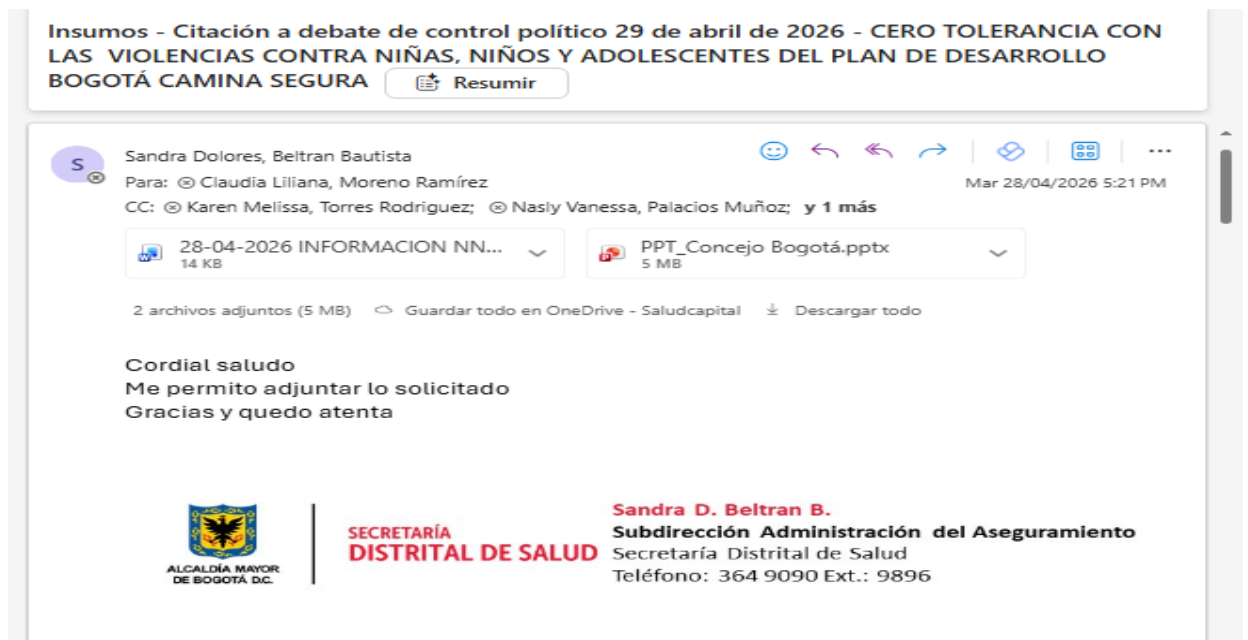 Insumos - Citación a debate de control político 29 de abril de 2026 - CERO TOLERANCIA CON
LAS VIOLENCIAS CONTRA NIÑAS, NIÑOS Y ADOLESCENTES DEL PLAN DE DESARROLLO
BOGOTÁ CAMINA SEGURA Resumir
S
Sandra Dolores, Beltran Bautista
Para: Claudia Liliana, Moreno Ramírez
Mar 28/04/2026 5:21 PM
CC: Karen Melissa, Torres Rodriguez; Nasly Vanessa, Palacios Muñoz; y 1 más
28-04-2026 INFORMACION NN...
14 KB
PPT_Concejo Bogotá.pptx
5 MB
2 archivos adjuntos (5 MB) Guardar todo en OneDrive - Saludcapital Descargar todo
Cordial saludo
Me permito adjuntar lo solicitado
Gracias y quedo atenta
ALCALDÍA MAYOR
DE BOGOTÁ D.C.
SECRETARÍA
DISTRITAL DE SALUD
Sandra D. Beltran B.
Subdirección Administración del Aseguramiento
Secretaría Distrital de Salud
Teléfono: 364 9090 Ext.: 9896